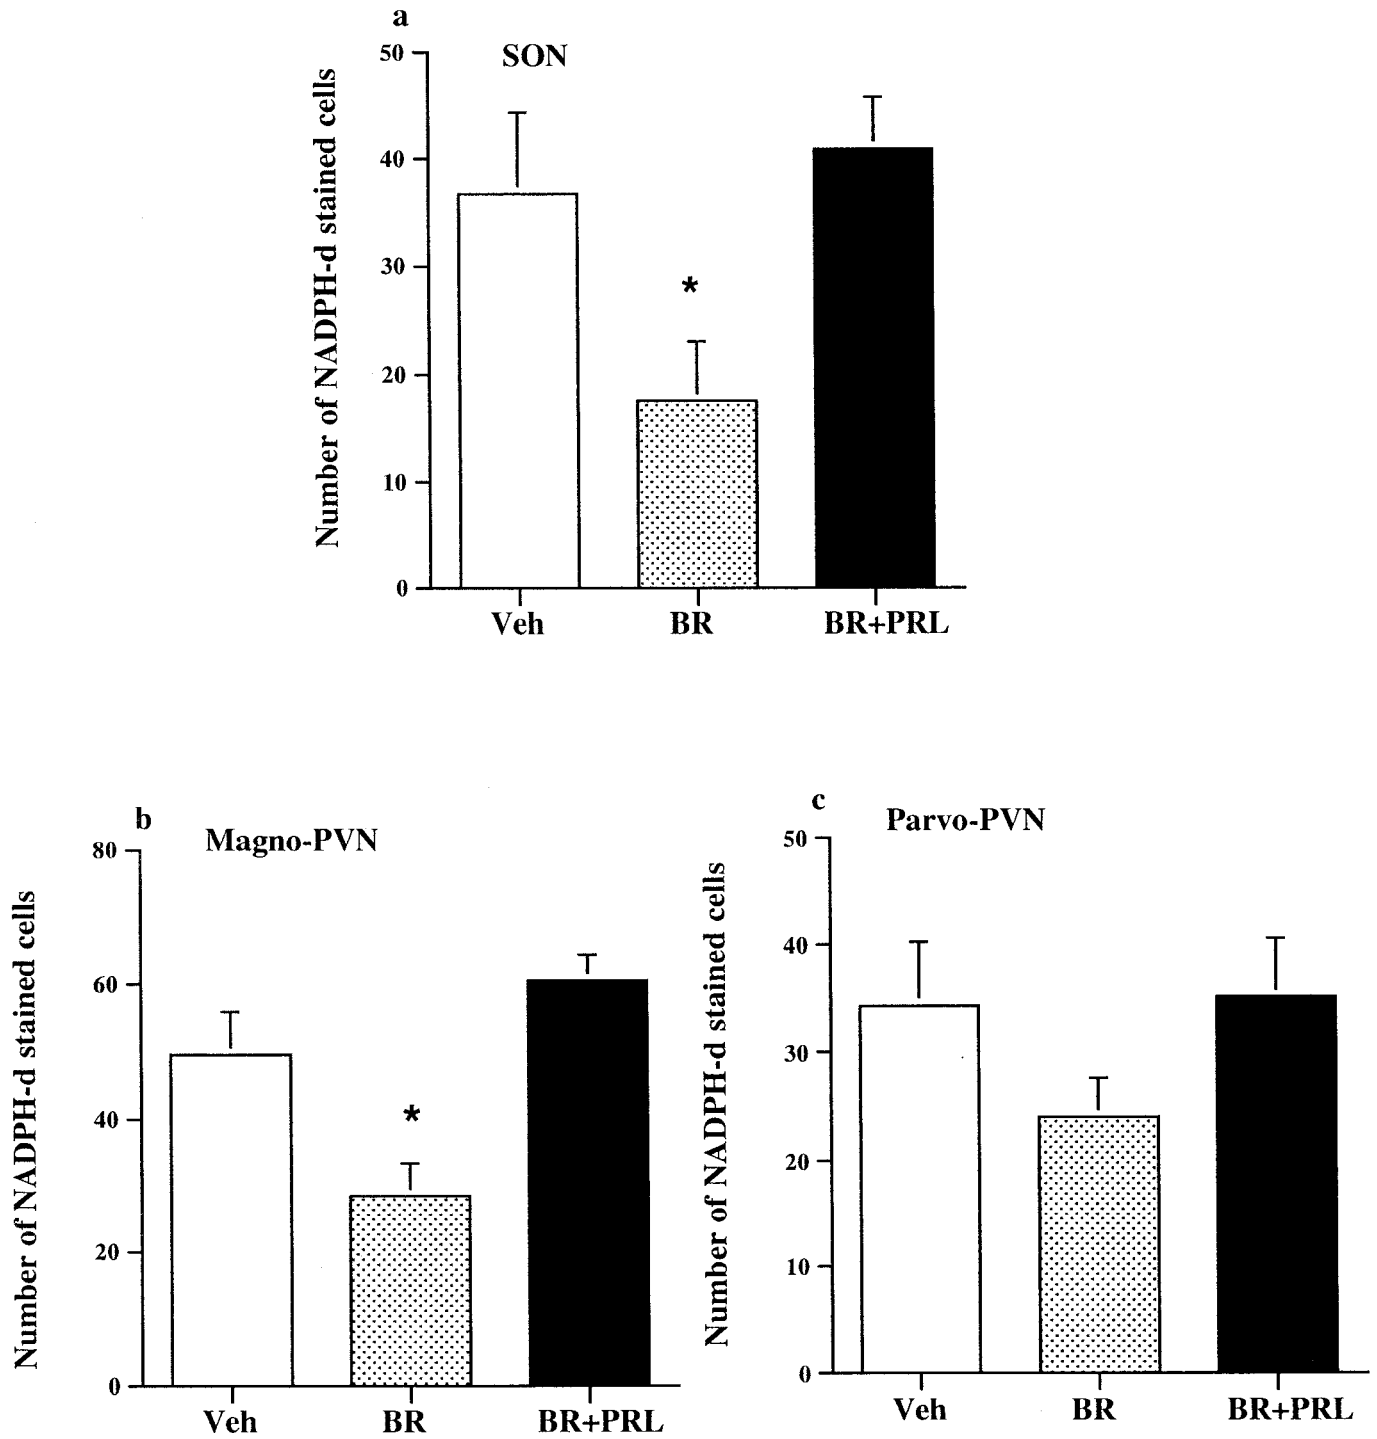 a
SON
Number of NADPH-d stained cells
50
40
30
20
10
0
*
Veh BR BR+PRL
b
Magno-PVN
Number of NADPH-d stained cells
80
60
40
20
0
*
Veh BR BR+PRL
c
Parvo-PVN
Number of NADPH-d stained cells
50
40
30
20
10
0
Veh BR BR+PRL